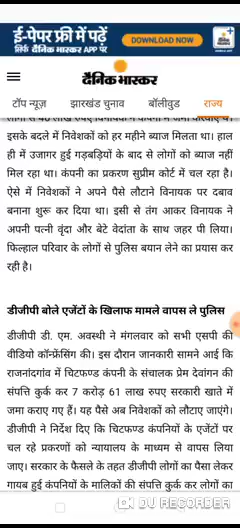 ई-पेपर फ्री में पढ़ें
सिर्फ दैनिक भास्कर APP पर
DOWNLOAD NOW
दैनिक भास्कर
टॉप न्यूज़ झारखंड चुनाव बॉलीवुड राज्य
इसके बदले में निवेशकों को हर महीने ब्याज मिलता था। हाल
ही में उजागर हुई गड़बड़ियों के बाद से लोगों को ब्याज नहीं
मिल रहा था। कंपनी का प्रकरण सुप्रीम कोर्ट में चल रहा है।
ऐसे में निवेशकों ने अपने पैसे लौटाने विनायक पर दबाव
बनाना शुरू कर दिया था। इसी से तंग आकर विनायक ने
अपनी पत्नी वृंदा और बेटे वेदांता के साथ जहर पी लिया।
फिल्हाल परिवार के लोगों से पुलिस बयान लेने का प्रयास कर
रही है।
डीजीपी बोले एजेंटों के खिलाफ मामले वापस ले पुलिस
डीजीपी डी. एम. अवस्थी ने मंगलवार को सभी एसपी की
वीडियो कॉन्फ्रेंसिंग की। इस दौरान जानकारी सामने आई कि
राजनांदगांव में चिटफण्ड कंपनी के संचालक प्रेम देवांगन की
संपत्ति कुर्क कर 7 करोड़ 61 लाख रुपए सरकारी खाते में
जमा कराए गए हैं। यह पैसे अब निवेशकों को लौटाए जाएंगे।
डीजीपी ने निर्देश दिए कि चिटफण्ड कंपनियों के एजेंटों पर
चल रहे प्रकरणों को न्यायालय के माध्यम से वापस लिया
जाए। सरकार के फैसले के तहत डीजीपी लोगों का पैसा लेकर
गायब हुई कंपनियों के मालिकों की संपत्ति कुर्क कर लोगों का
DU RECORDER